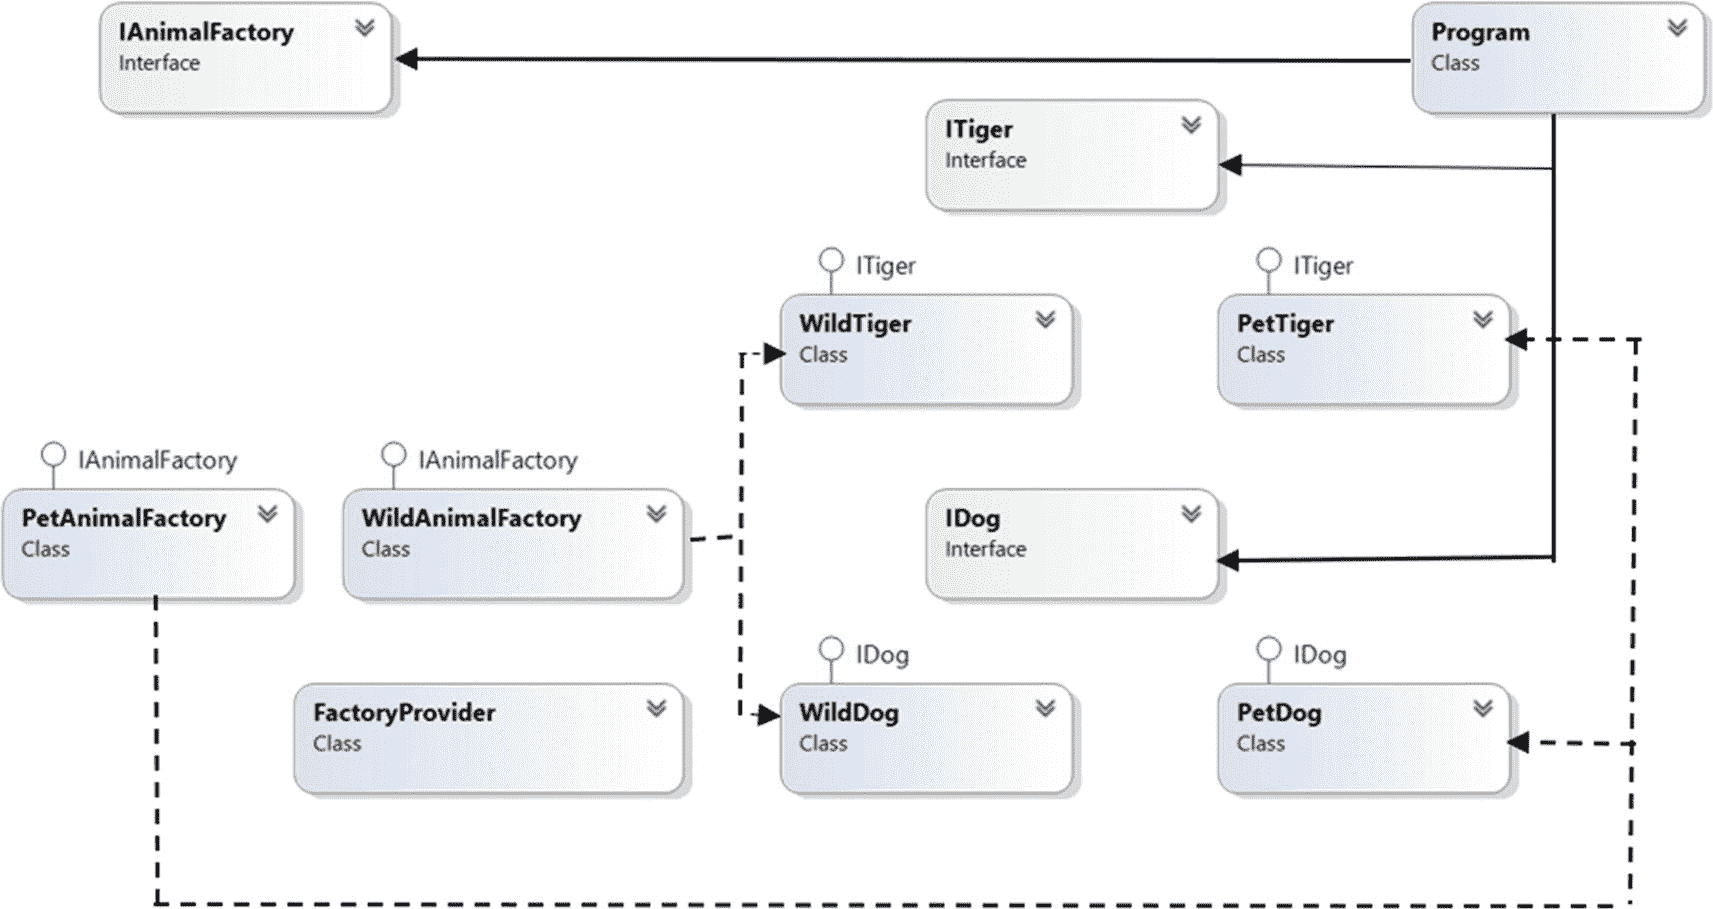 IAnimalFactory
Interface
Program
Class
ITiger
Interface
ITiger
ITiger
WildTiger
Class
PetTiger
Class
IAnimalFactory
IAnimalFactory
PetAnimalFactory
Class
WildAnimalFactory
Class
IDog
Interface
IDog
IDog
FactoryProvider
Class
WildDog
Class
PetDog
Class